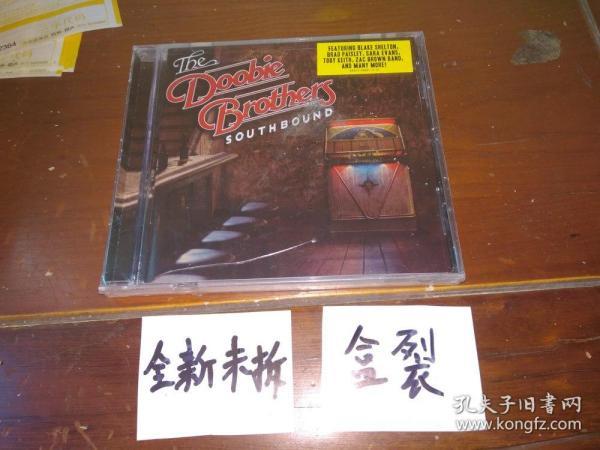 The
Doobie
Brothers
SOUTHBOUND
FEATURING BLAKE SHELTON,
BRAD PAISLEY, SARA EVANS,
TOBY KEITH, ZAC BROWN BAND,
AND MANY MORE!
全新未拆
盒裂
孔夫子旧书网
www.kongfz.com